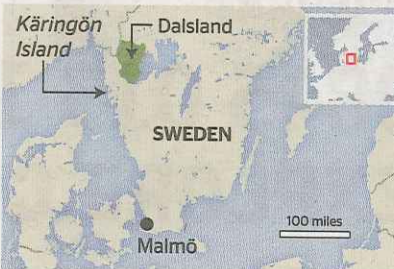 Käringön
Island
Dalsland
SWEDEN
100 miles
Malmö